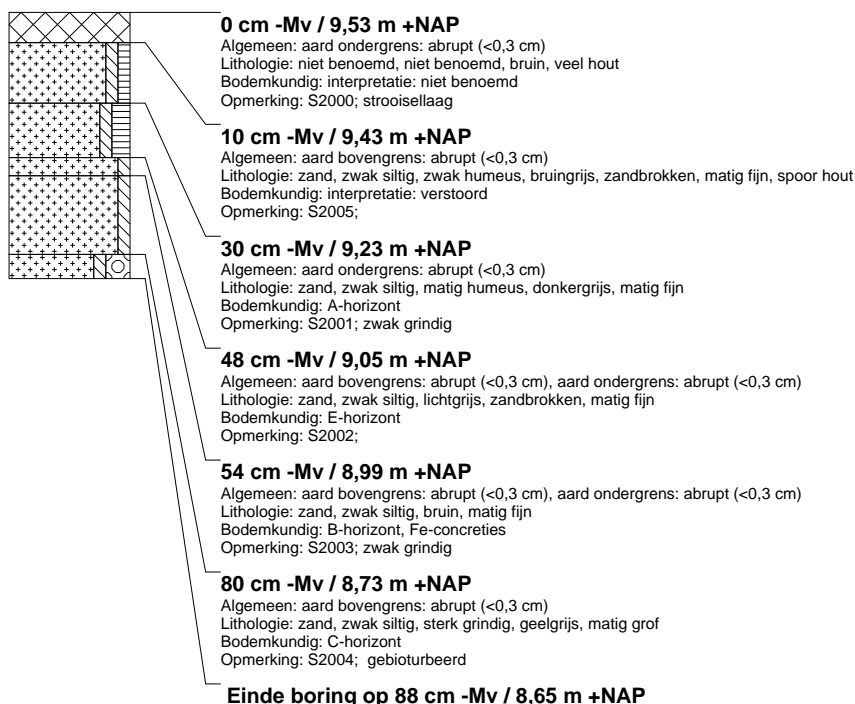 0 cm -Mv / 9,53 m +NAP
Algemeen: aard ondergrens: abrupt (<0,3 cm)
Lithologie: niet benoemd, niet benoemd, bruin, veel hout
Bodemkundig: interpretatie: niet benoemd
Opmerking: S2000; strooisellaag
10 cm -Mv / 9,43 m +NAP
Algemeen: aard bovengrens: abrupt (<0,3 cm)
Lithologie: zand, zwak siltig, zwak humeus, bruingrijs, zandbrokken, matig fijn, spoor hout
Bodemkundig: interpretatie: verstoord
Opmerking: S2005;
30 cm -Mv / 9,23 m +NAP
Algemeen: aard ondergrens: abrupt (<0,3 cm)
Lithologie: zand, zwak siltig, matig humeus, donkergrijs, matig fijn
Bodemkundig: A-horizont
Opmerking: S2001; zwak grindig
48 cm -Mv / 9,05 m +NAP
Algemeen: aard bovengrens: abrupt (<0,3 cm), aard ondergrens: abrupt (<0,3 cm)
Lithologie: zand, zwak siltig, lichtgrijs, zandbrokken, matig fijn
Bodemkundig: E-horizont
Opmerking: S2002;
54 cm -Mv / 8,99 m +NAP
Algemeen: aard bovengrens: abrupt (<0,3 cm), aard ondergrens: abrupt (<0,3 cm)
Lithologie: zand, zwak siltig, bruin, matig fijn
Bodemkundig: B-horizont, Fe-concreties
Opmerking: S2003; zwak grindig
80 cm -Mv / 8,73 m +NAP
Algemeen: aard bovengrens: abrupt (<0,3 cm)
Lithologie: zand, zwak siltig, sterk grindig, geelgrijs, matig grof
Bodemkundig: C-horizont
Opmerking: S2004; gebioturbeerd
Einde boring op 88 cm -Mv / 8,65 m +NAP